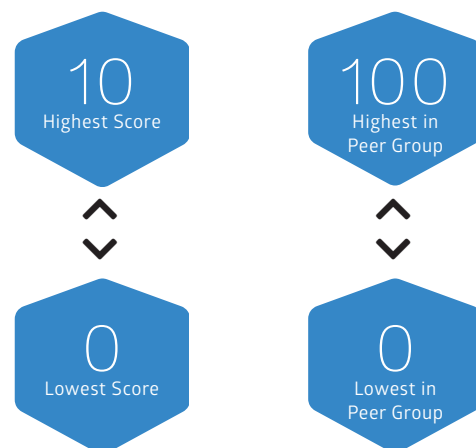 10
Highest Score
100
Highest in
Peer Group
0
Lowest Score
0
Lowest in
Peer Group